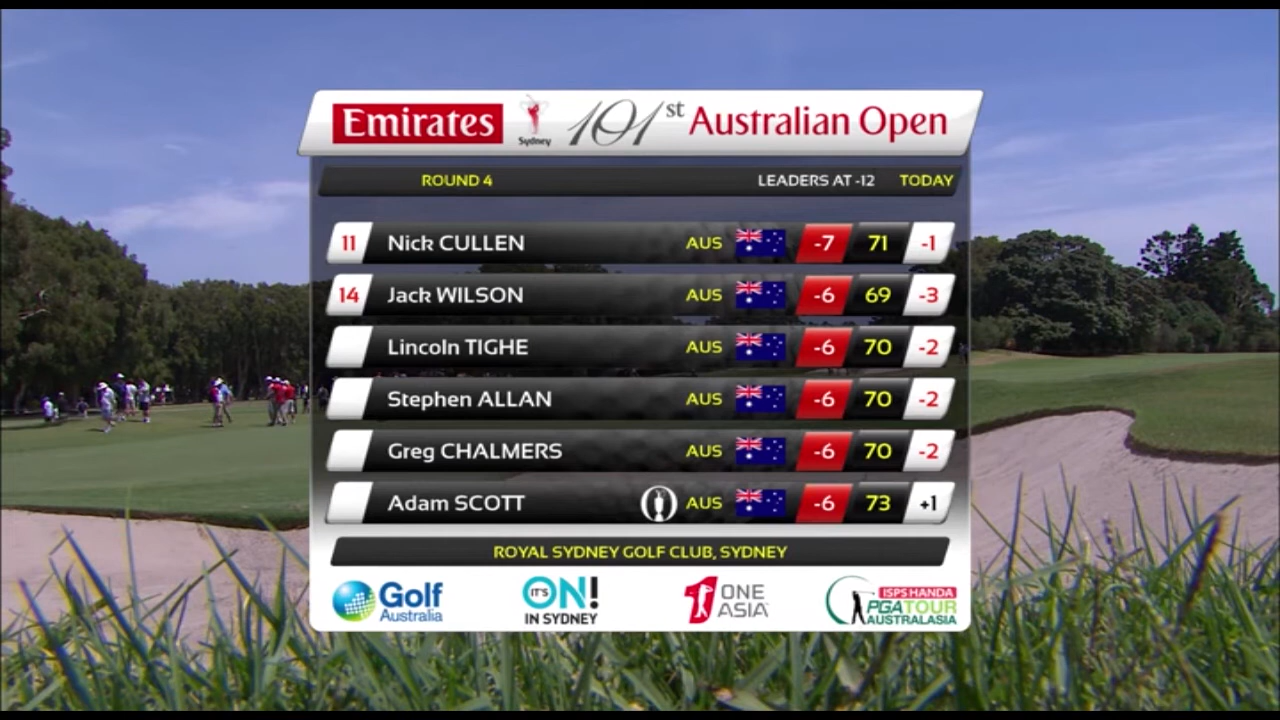 Emirates Sydney 101st Australian Open
ROUND 4 LEADERS AT -12 TODAY
11 Nick CULLEN AUS -7 71 -1
14 Jack WILSON AUS -6 69 -3
Lincoln TIGHE AUS -6 70 -2
Stephen ALLAN AUS -6 70 -2
Greg CHALMERS AUS -6 70 -2
Adam SCOTT AUS -6 73 +1
ROYAL SYDNEY GOLF CLUB, SYDNEY
Golf Australia
IT'S ON! IN SYDNEY
1 ONE ASIA
ISPS HANDA PGA TOUR AUSTRALASIA